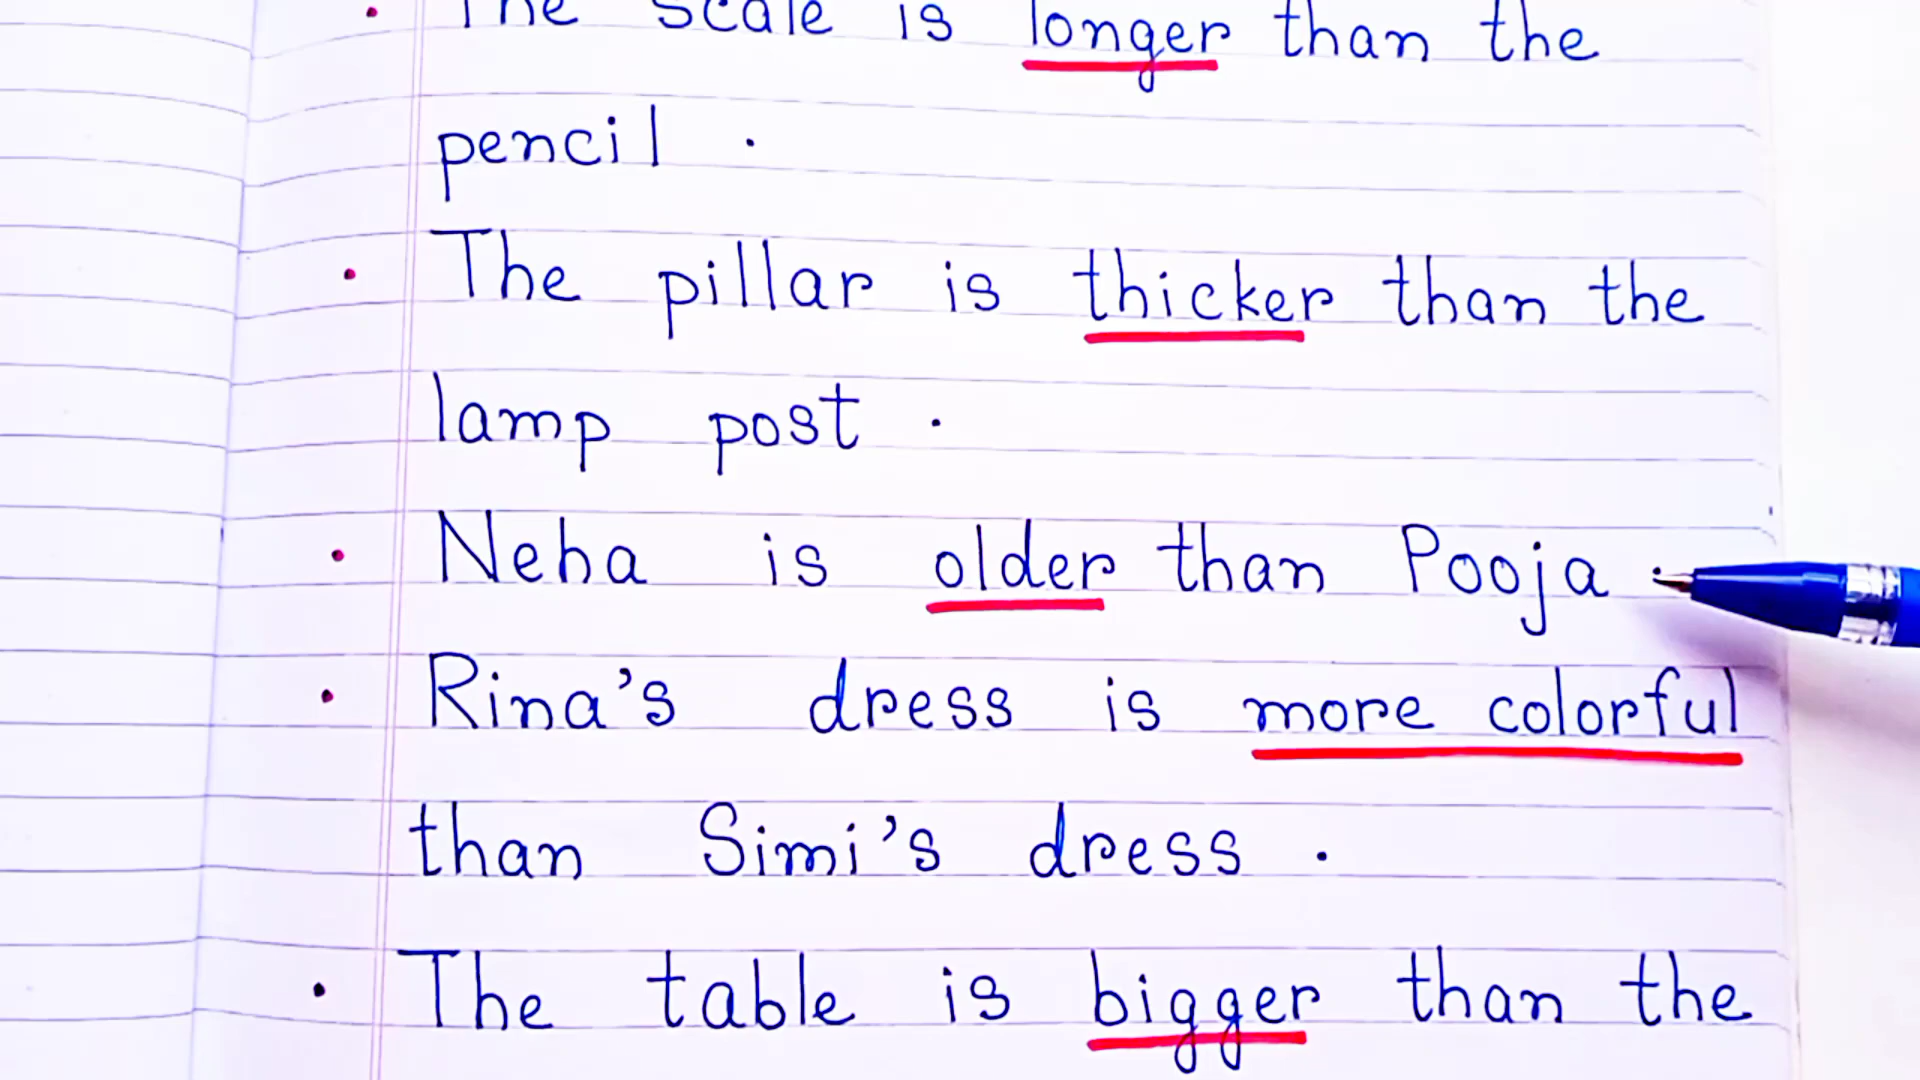 • The scale is longer than the
pencil .
• The pillar is thicker than the
lamp post .
• Neha is older than Pooja .
• Rina's dress is more colorful
than Simi's dress .
• The table is bigger than the